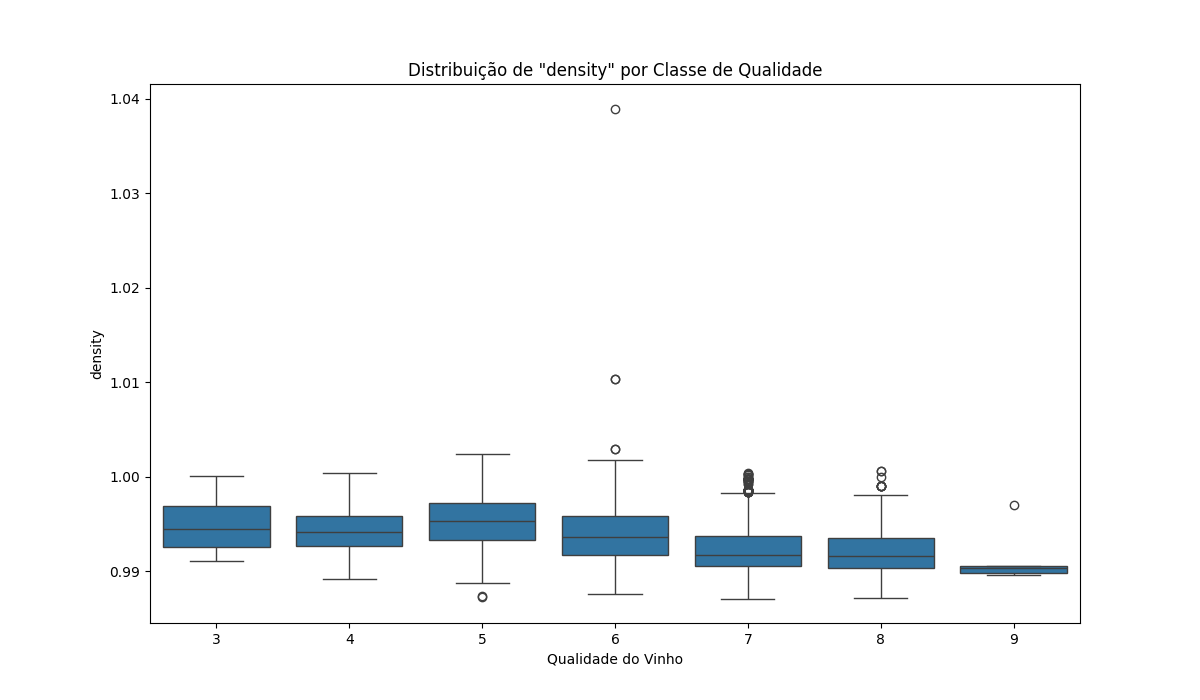 Distribuição de "density" por Classe de Qualidade
1.04
1.03
1.02
1.01
1.00
0.99
density
3 4 5 6 7 8 9
Qualidade do Vinho